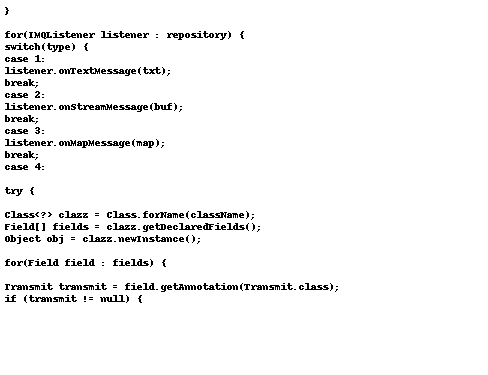 }
for(IMQListener listener : repository) {
switch(type) {
case 1:
listener.onTextMessage(txt);
break;
case 2:
listener.onStreamMessage(buf);
break;
case 3:
listener.onMapMessage(map);
break;
case 4:
try {
Class<?> clazz = Class.forName(className);
Field[] fields = clazz.getDeclaredFields();
Object obj = clazz.newInstance();
for(Field field : fields) {
Transmit transmit = field.getAnnotation(Transmit.class);
if (transmit != null) {